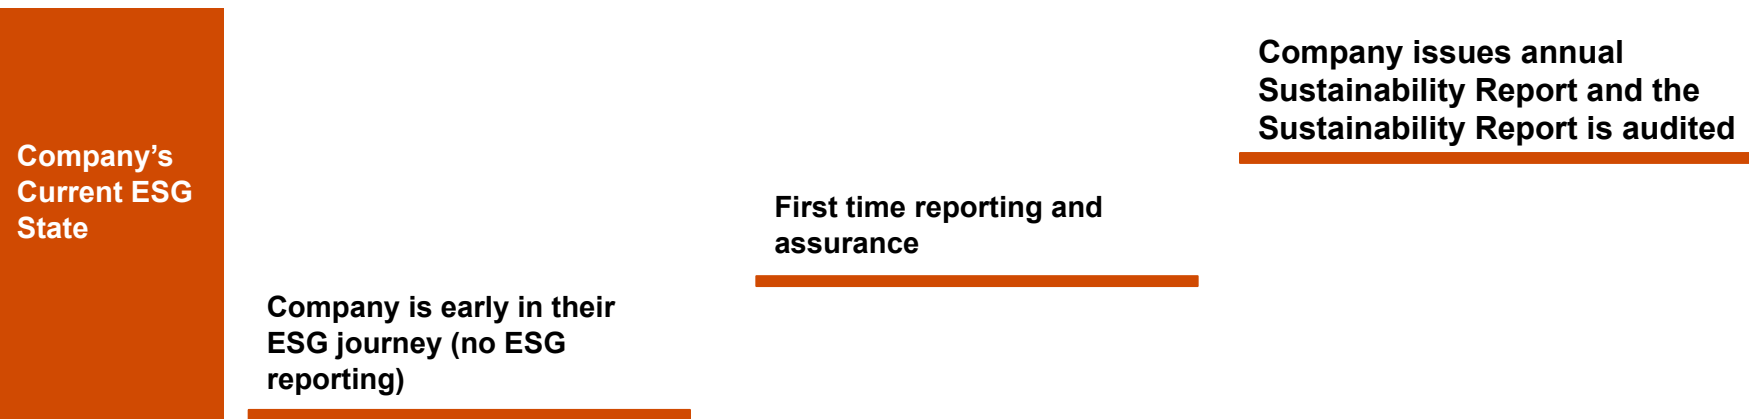 Company’s
Current ESG
State
Company is early in their
ESG journey (no ESG
reporting)
First time reporting and
assurance
Company issues annual
Sustainability Report and the
Sustainability Report is audited